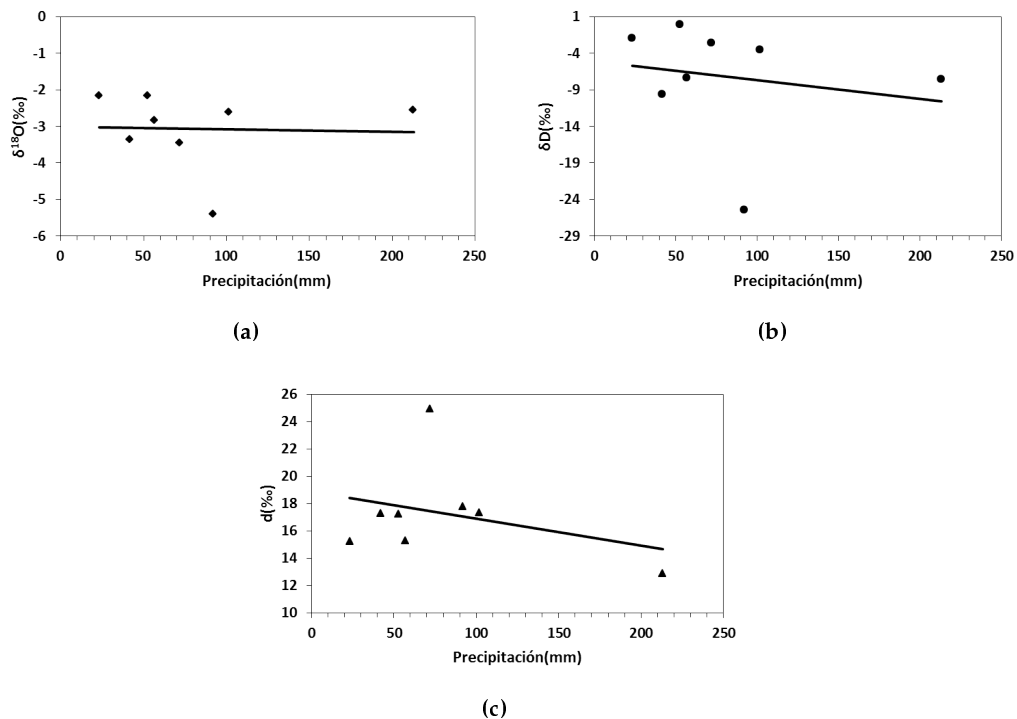 0
-1
-2
-3
-4
-5
-6
δ¹⁸O(‰)
0 50 100 150 200 250
Precipitación(mm)
(a)
1
-4
-9
-14
-19
-24
-29
δD(‰)
0 50 100 150 200 250
Precipitación(mm)
(b)
26
24
22
20
18
16
14
12
10
d(‰)
0 50 100 150 200 250
Precipitación(mm)
(c)